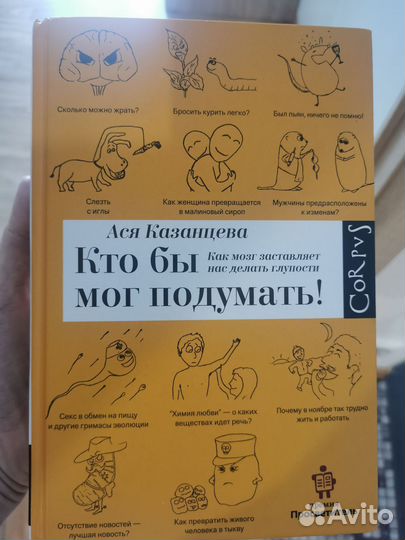 Сколько можно жрать?
Бросить курить легко?
Был пьян, ничего не помню!
Слезть
с иглы
Как женщина превращается
в малиновый сироп
Мужчины предрасположены
к изменам?
Ася Казанцева
Кто бы
Как мозг заставляет
нас делать глупости
мог подумать!
CORPVS
Секс в обмен на пищу
и другие гримасы эволюции
"Химия любви" — о каких
веществах идет речь?
Почему в ноябре так трудно
жить и работать
Отсутствие новостей —
лучшая новость?
Как превратить живого
человека в тыкву
Avito